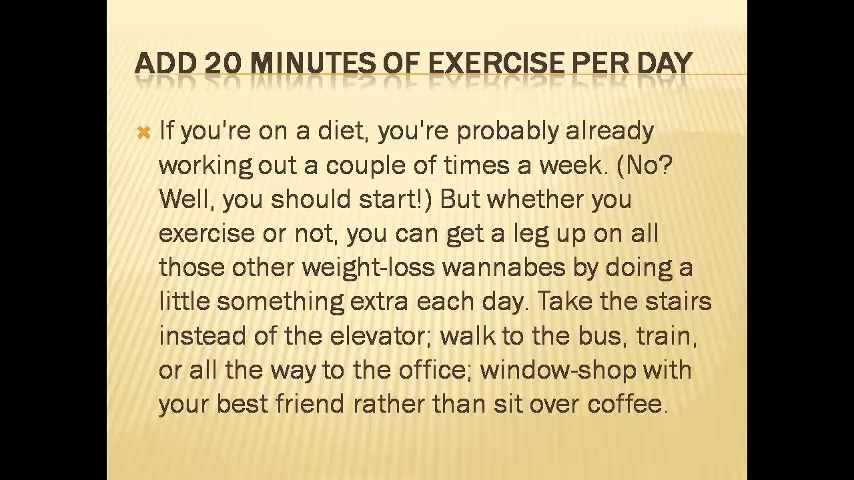 ADD 20 MINUTES OF EXERCISE PER DAY
If you're on a diet, you're probably already
working out a couple of times a week. (No?
Well, you should start!) But whether you
exercise or not, you can get a leg up on all
those other weight-loss wannabes by doing a
little something extra each day. Take the stairs
instead of the elevator; walk to the bus, train,
or all the way to the office; window-shop with
your best friend rather than sit over coffee.